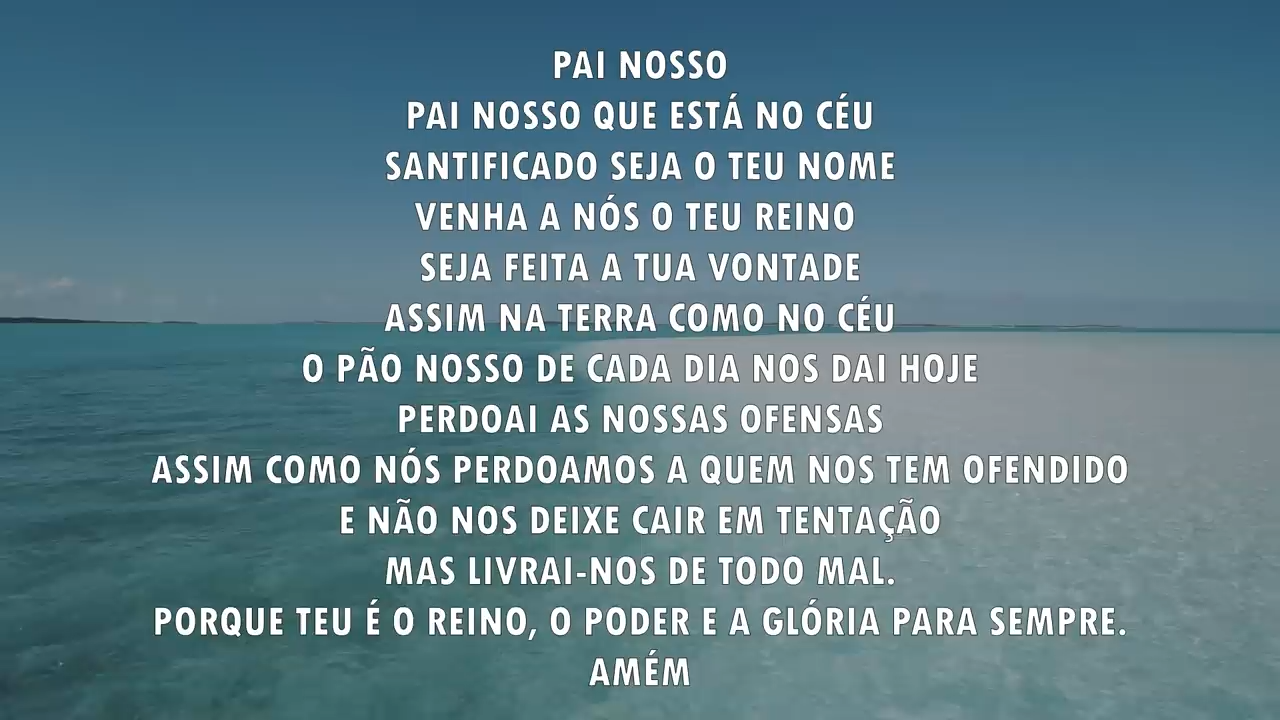 PAI NOSSO
PAI NOSSO QUE ESTÁ NO CÉU
SANTIFICADO SEJA O TEU NOME
VENHA A NÓS O TEU REINO
SEJA FEITA A TUA VONTADE
ASSIM NA TERRA COMO NO CÉU
O PÃO NOSSO DE CADA DIA NOS DAI HOJE
PERDOAI AS NOSSAS OFENSAS
ASSIM COMO NÓS PERDOAMOS A QUEM NOS TEM OFENDIDO
E NÃO NOS DEIXE CAIR EM TENTAÇÃO
MAS LIVRAI-NOS DE TODO MAL.
PORQUE TEU É O REINO, O PODER E A GLÓRIA PARA SEMPRE.
AMÉM